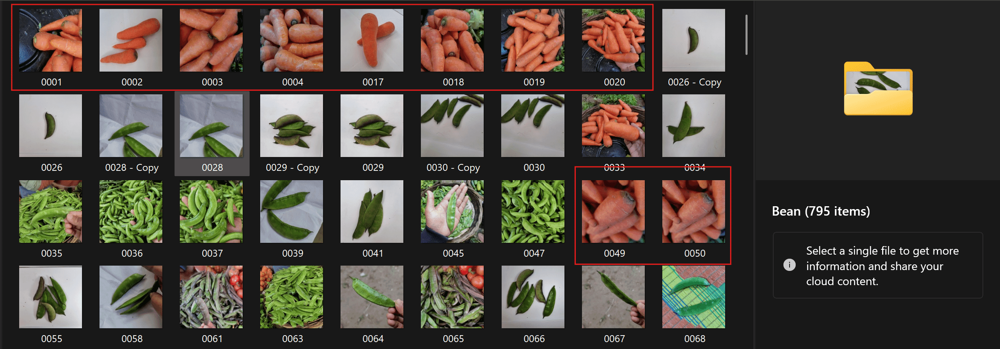 0001 0002 0003 0004 0017 0018 0019 0020 0026 - Copy
0026 0028 - Copy 0028 0029 - Copy 0029 0030 - Copy 0030 0033 0034
0035 0036 0037 0039 0041 0045 0047 0049 0050
0055 0058 0061 0063 0064 0065 0066 0067 0068
Bean (795 items)
Select a single file to get more
information and share your
cloud content.